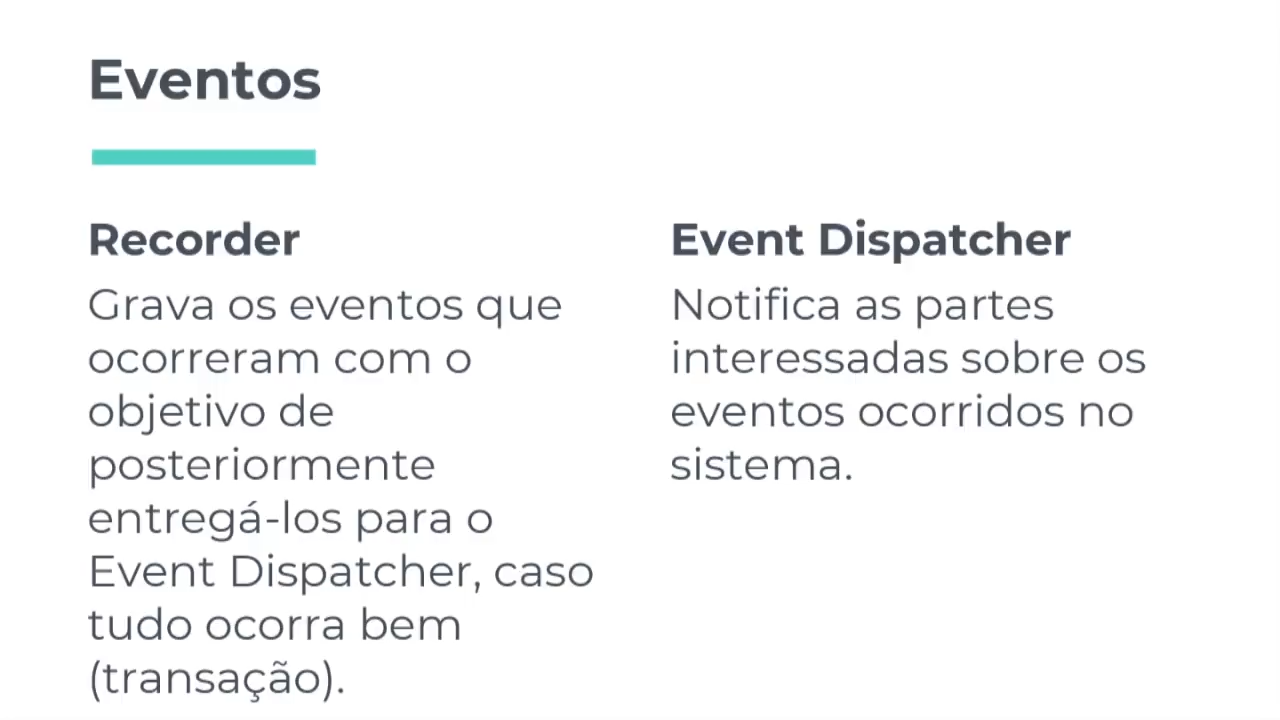 Eventos
Recorder
Grava os eventos que
ocorreram com o
objetivo de
posteriormente
entregá-los para o
Event Dispatcher, caso
tudo ocorra bem
(transação).
Event Dispatcher
Notifica as partes
interessadas sobre os
eventos ocorridos no
sistema.